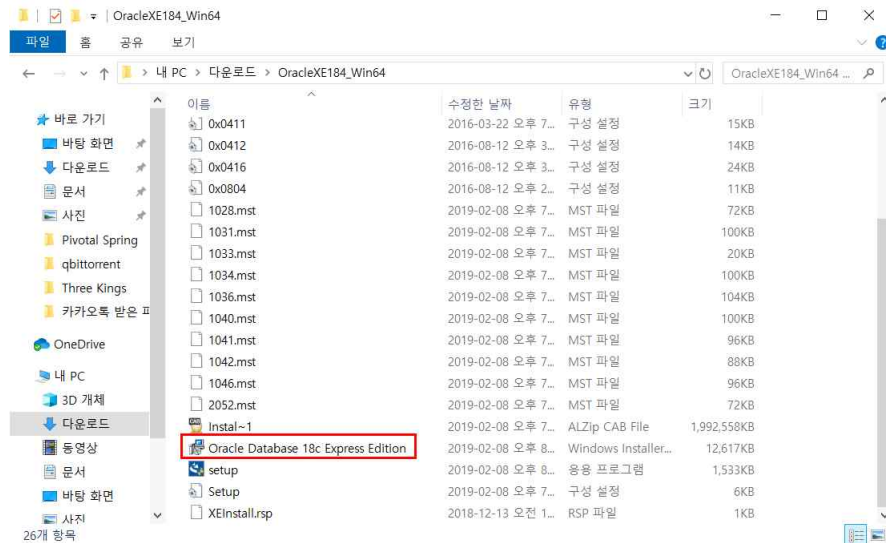 OracleXE184_Win64
파일 홈 공유 보기
내 PC > 다운로드 > OracleXE184_Win64
OracleXE184_Win64 ...
이름 수정한 날짜 유형 크기
바로 가기
바탕 화면
다운로드
문서
사진
Pivotal Spring
qbittorrent
Three Kings
카카오톡 받은 파
OneDrive
내 PC
3D 개체
다운로드
동영상
문서
바탕 화면
사진
0x0411 2016-03-22 오후 7... 구성 설정 15KB
0x0412 2016-08-12 오후 3... 구성 설정 14KB
0x0416 2016-08-12 오후 3... 구성 설정 24KB
0x0804 2016-08-12 오후 2... 구성 설정 11KB
1028.mst 2019-02-08 오후 7... MST 파일 72KB
1031.mst 2019-02-08 오후 7... MST 파일 100KB
1033.mst 2019-02-08 오후 7... MST 파일 20KB
1034.mst 2019-02-08 오후 7... MST 파일 100KB
1036.mst 2019-02-08 오후 7... MST 파일 104KB
1040.mst 2019-02-08 오후 7... MST 파일 100KB
1041.mst 2019-02-08 오후 7... MST 파일 96KB
1042.mst 2019-02-08 오후 7... MST 파일 88KB
1046.mst 2019-02-08 오후 7... MST 파일 96KB
2052.mst 2019-02-08 오후 7... MST 파일 72KB
Instal~1 2019-02-08 오후 7... ALZip CAB File 1,992,558KB
Oracle Database 18c Express Edition 2019-02-08 오후 8... Windows Installer... 12,617KB
setup 2019-02-08 오후 8... 응용 프로그램 1,533KB
Setup 2019-02-08 오후 7... 구성 설정 6KB
XEInstall.rsp 2018-12-13 오전 1... RSP 파일 1KB
26개 항목